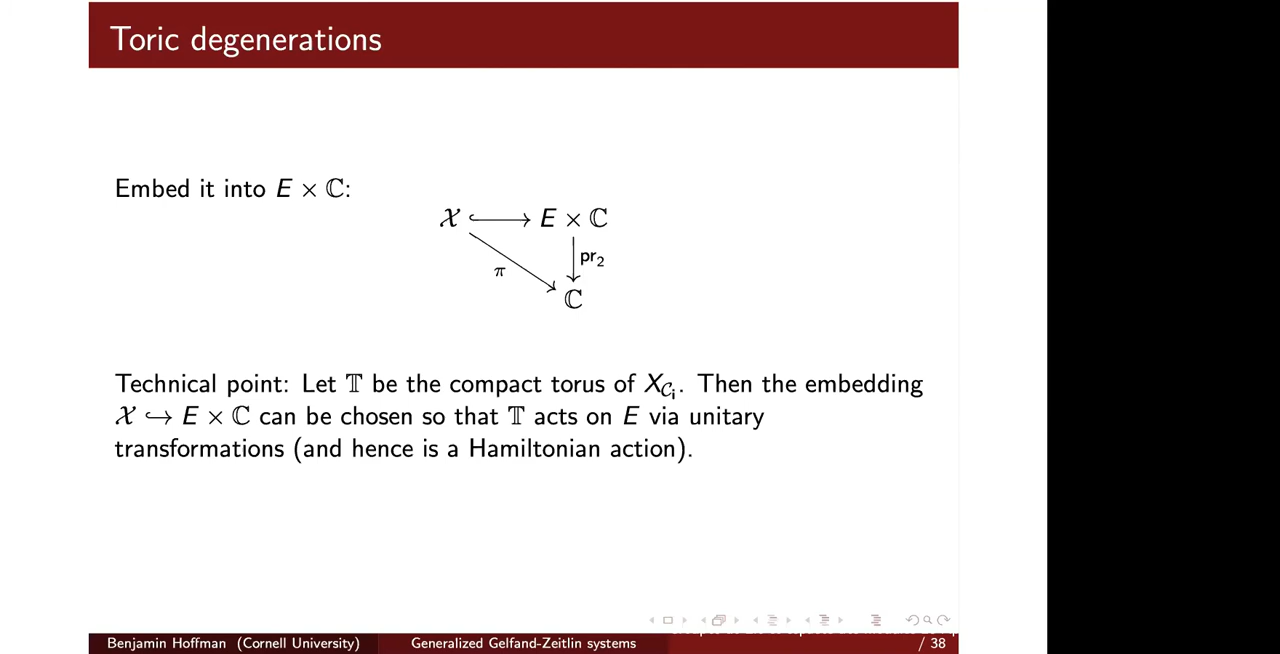 Toric degenerations
Embed it into E × ℂ:
𝒳 ↪ E × ℂ
π
pr₂
ℂ
Technical point: Let 𝕋 be the compact torus of X_{𝒞_i}. Then the embedding
𝒳 ↪ E × ℂ can be chosen so that 𝕋 acts on E via unitary
transformations (and hence is a Hamiltonian action).
Benjamin Hoffman (Cornell University)
Generalized Gelfand-Zeitlin systems
/ 38